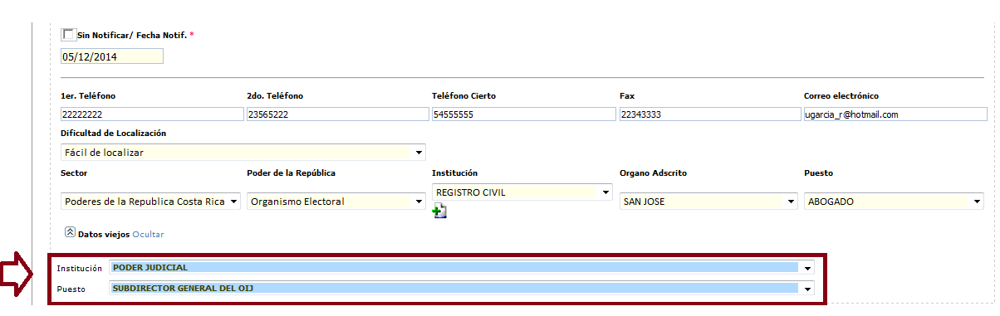 Sin Notificar/ Fecha Notif. *
05/12/2014
1er. Teléfono 2do. Teléfono Teléfono Cierto Fax Correo electrónico
22222222 23565222 54555555 22343333 ugarcia_r@hotmail.com
Dificultad de Localización
Fácil de localizar
Sector Poder de la República Institución Organo Adscrito Puesto
Poderes de la Republica Costa Rica Organismo Electoral REGISTRO CIVIL SAN JOSE ABOGADO
Datos viejos Ocultar
Institución PODER JUDICIAL
Puesto SUBDIRECTOR GENERAL DEL OIJ